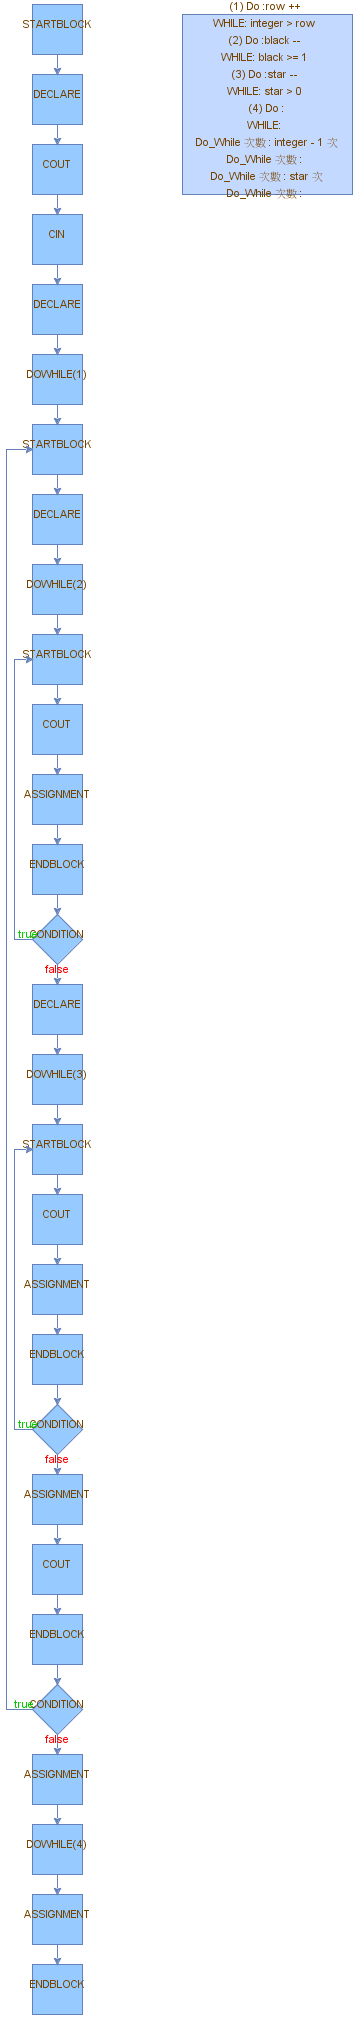 STARTBLOCK
DECLARE
COUT
CIN
DECLARE
DOWHILE(1)
STARTBLOCK
DECLARE
DOWHILE(2)
STARTBLOCK
COUT
ASSIGNMENT
ENDBLOCK
true
CONDITION
false
DECLARE
DOWHILE(3)
STARTBLOCK
COUT
ASSIGNMENT
ENDBLOCK
true
CONDITION
false
ASSIGNMENT
COUT
ENDBLOCK
true
CONDITION
false
ASSIGNMENT
DOWHILE(4)
ASSIGNMENT
ENDBLOCK
(1) Do :row ++
WHILE: integer > row
(2) Do :black --
WHILE: black >= 1
(3) Do :star --
WHILE: star > 0
(4) Do :
WHILE:
Do_While 次數 : integer - 1 次
Do_While 次數 :
Do_While 次數 : star 次
Do_While 次數 :